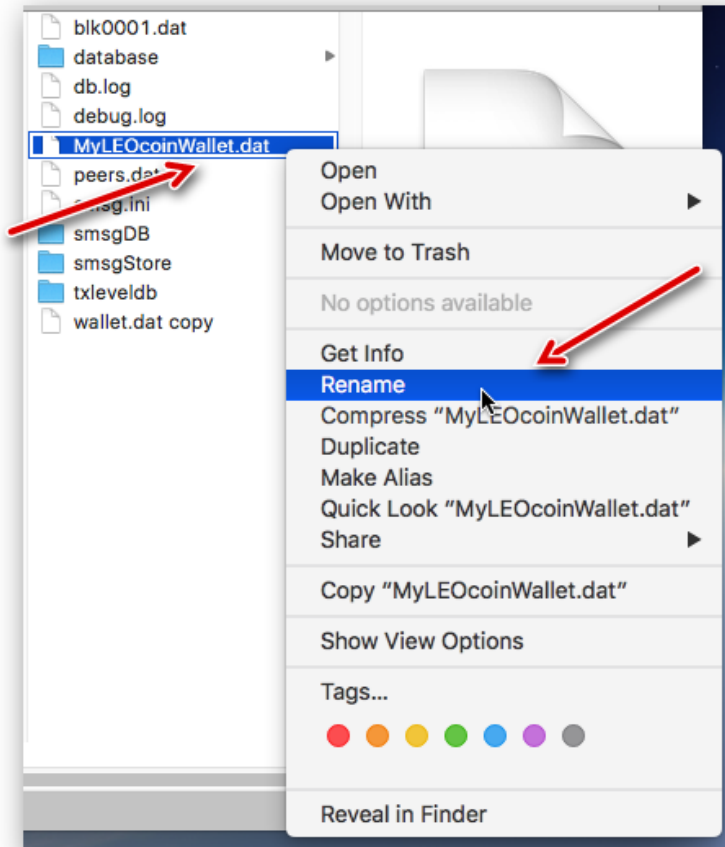 blk0001.dat
database
db.log
debug.log
MyLEOcoinWallet.dat
peers.dat
smsg.ini
smsgDB
smsgStore
txleveldb
wallet.dat copy
Open
Open With
Move to Trash
No options available
Get Info
Rename
Compress “MyLEOcoinWallet.dat”
Duplicate
Make Alias
Quick Look “MyLEOcoinWallet.dat”
Share
Copy “MyLEOcoinWallet.dat”
Show View Options
Tags...
Reveal in Finder